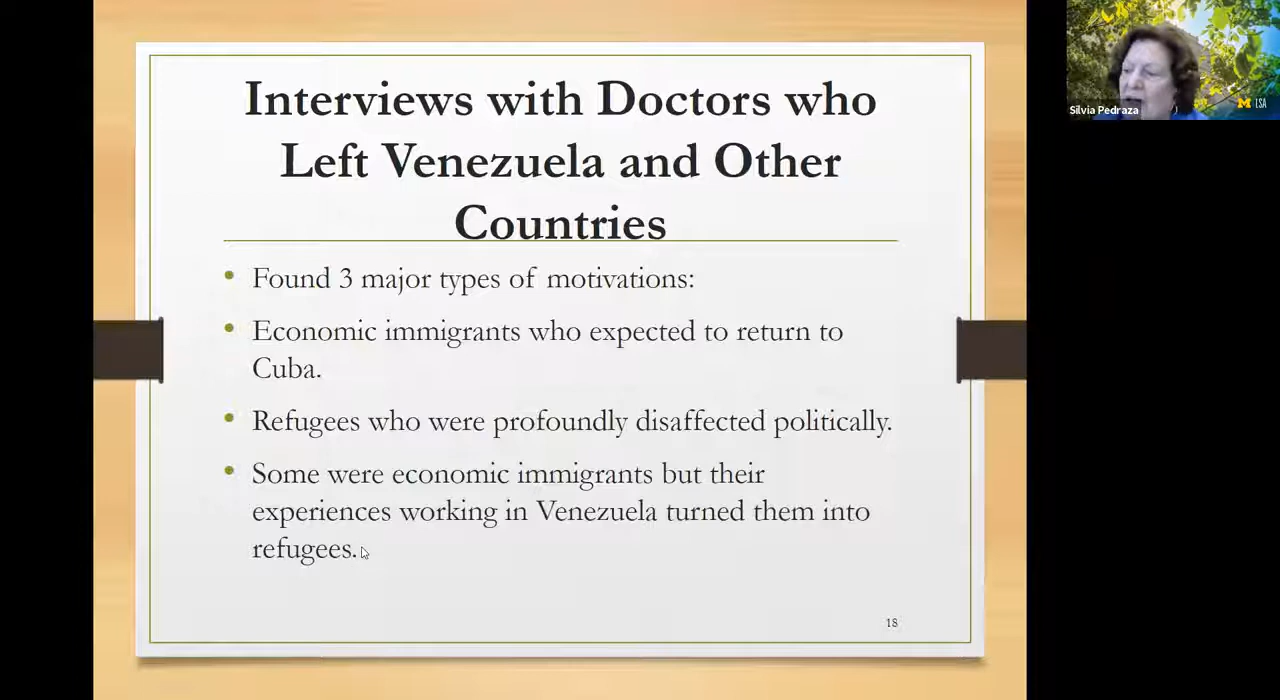 Interviews with Doctors who
Left Venezuela and Other
Countries
• Found 3 major types of motivations:
• Economic immigrants who expected to return to
Cuba.
• Refugees who were profoundly disaffected politically.
• Some were economic immigrants but their
experiences working in Venezuela turned them into
refugees.
18
Silvia Pedraza
M LSA